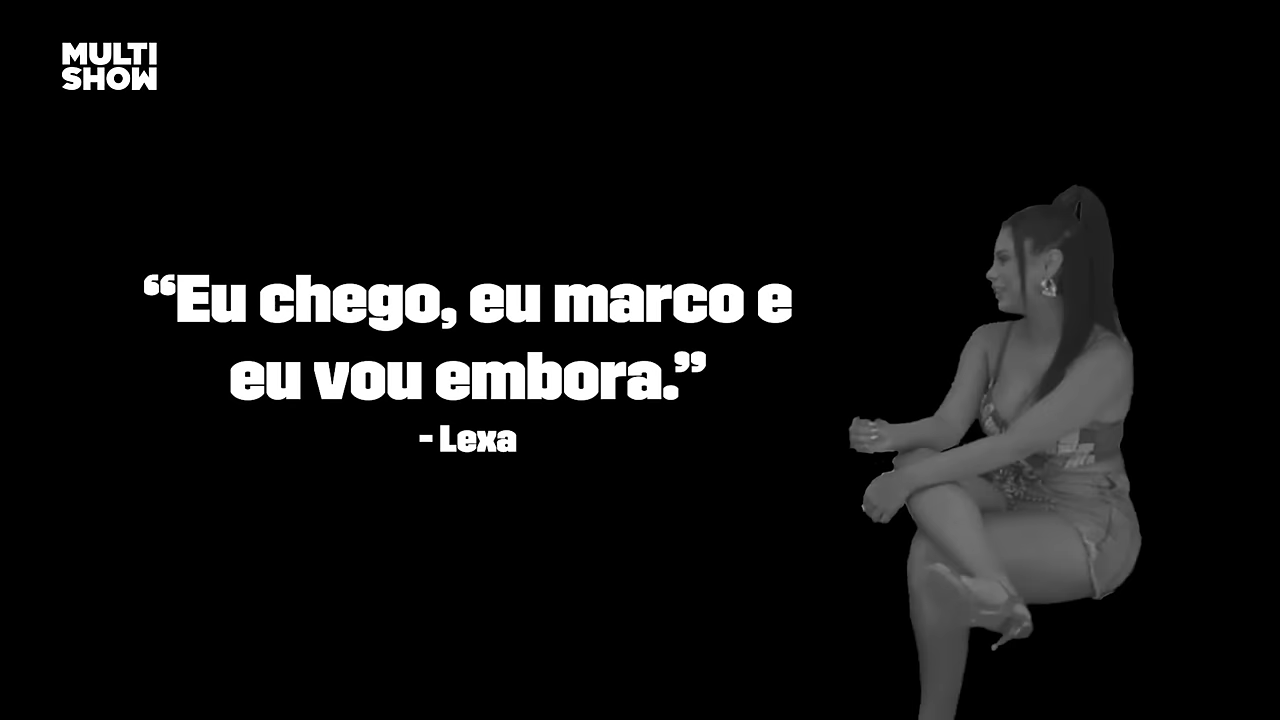 MULTI
SHOW
“Eu chego, eu marco e
eu vou embora.”
- Lexa